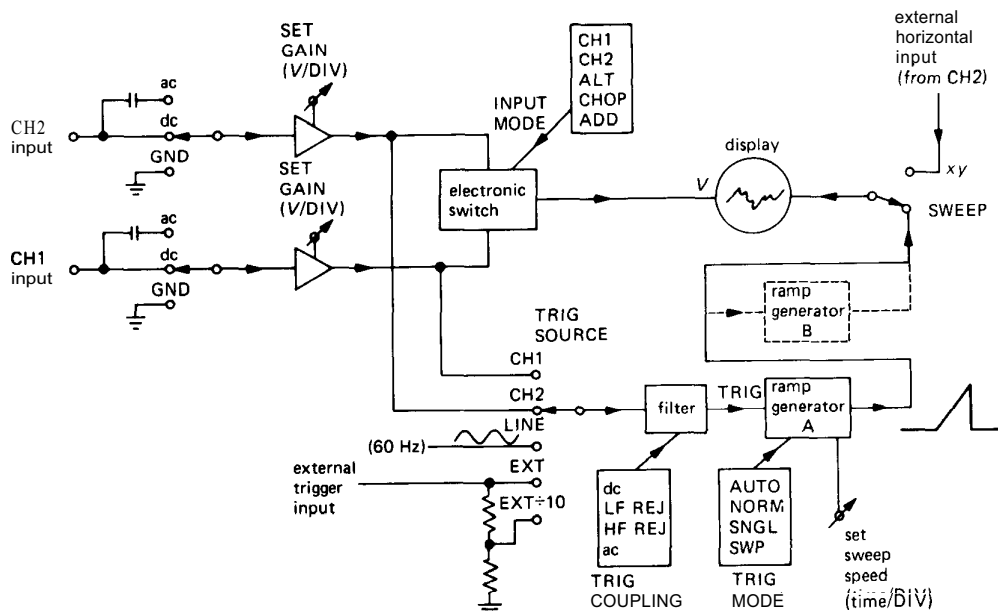 external
horizontal
input
(from CH2)
SET
GAIN
(V/DIV)
CH1
CH2
ALT
CHOP
ADD
INPUT
MODE
ac
dc
GND
CH2
input
display
V
xy
SWEEP
electronic
switch
SET
GAIN
(V/DIV)
ac
dc
GND
CH1
input
ramp
generator
B
TRIG
SOURCE
CH1
CH2
LINE
(60 Hz)
EXT
EXT÷10
external
trigger
input
filter
TRIG
ramp
generator
A
dc
LF REJ
HF REJ
ac
TRIG
COUPLING
AUTO
NORM
SNGL
SWP
TRIG
MODE
set
sweep
speed
(time/DIV)